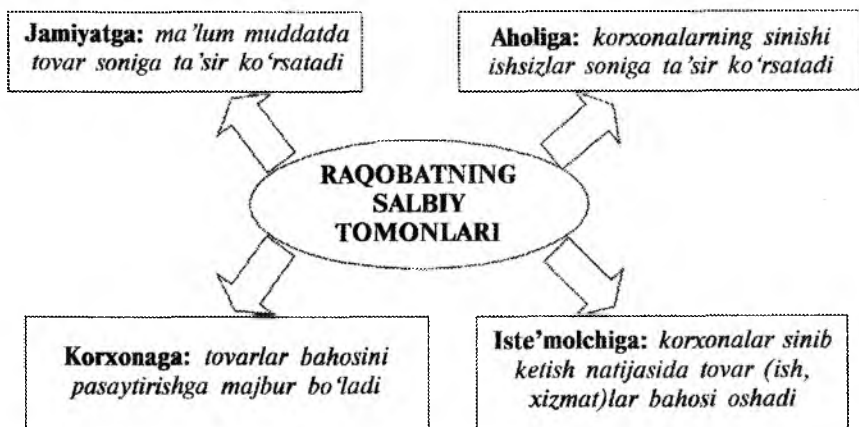 Jamiyatga: ma'lum muddatda
tovar soniga ta'sir ko'rsatadi
Aholiga: korxonalarning sinishi
ishsizlar soniga ta'sir ko'rsatadi
RAQOBATNING
SALBIY
TOMONLARI
Korxonaga: tovarlar bahosini
pasaytirishga majbur bo'ladi
Iste'molchiga: korxonalar sinib
ketish natijasida tovar (ish,
xizmat)lar bahosi oshadi